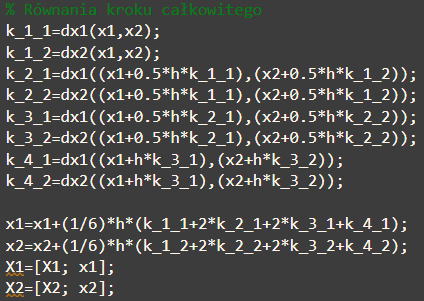 % Równania kroku całkowitego
k_1_1=dx1(x1,x2);
k_1_2=dx2(x1,x2);
k_2_1=dx1((x1+0.5*h*k_1_1),(x2+0.5*h*k_1_2));
k_2_2=dx2((x1+0.5*h*k_1_1),(x2+0.5*h*k_1_2));
k_3_1=dx1((x1+0.5*h*k_2_1),(x2+0.5*h*k_2_2));
k_3_2=dx2((x1+0.5*h*k_2_1),(x2+0.5*h*k_2_2));
k_4_1=dx1((x1+h*k_3_1),(x2+h*k_3_2));
k_4_2=dx2((x1+h*k_3_1),(x2+h*k_3_2));
x1=x1+(1/6)*h*(k_1_1+2*k_2_1+2*k_3_1+k_4_1);
x2=x2+(1/6)*h*(k_1_2+2*k_2_2+2*k_3_2+k_4_2);
X1=[X1; x1];
X2=[X2; x2];